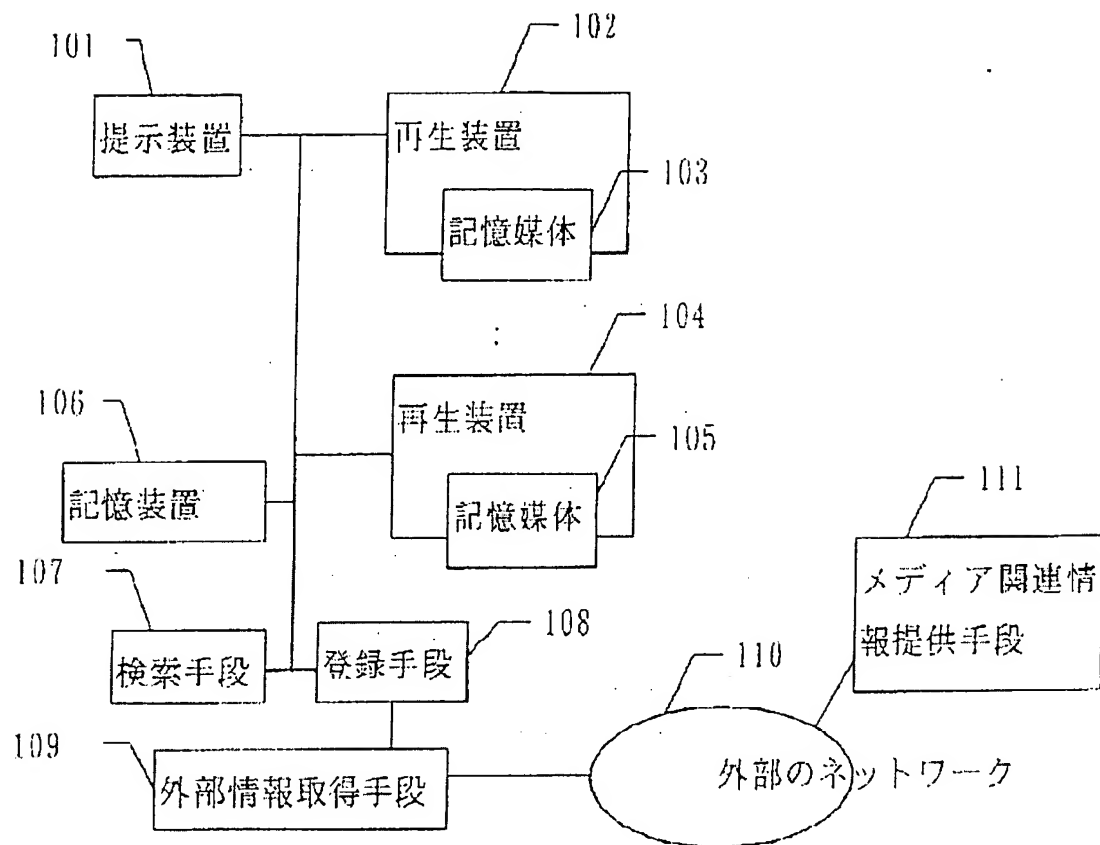 101
102
提示装置
再生装置
103
記憶媒体
104
106
再生装置
105
記憶装置
記憶媒体
111
107
メディア関連情
報提供手段
108
検索手段
登録手段
110
109
外部情報取得手段
外部のネットワーク